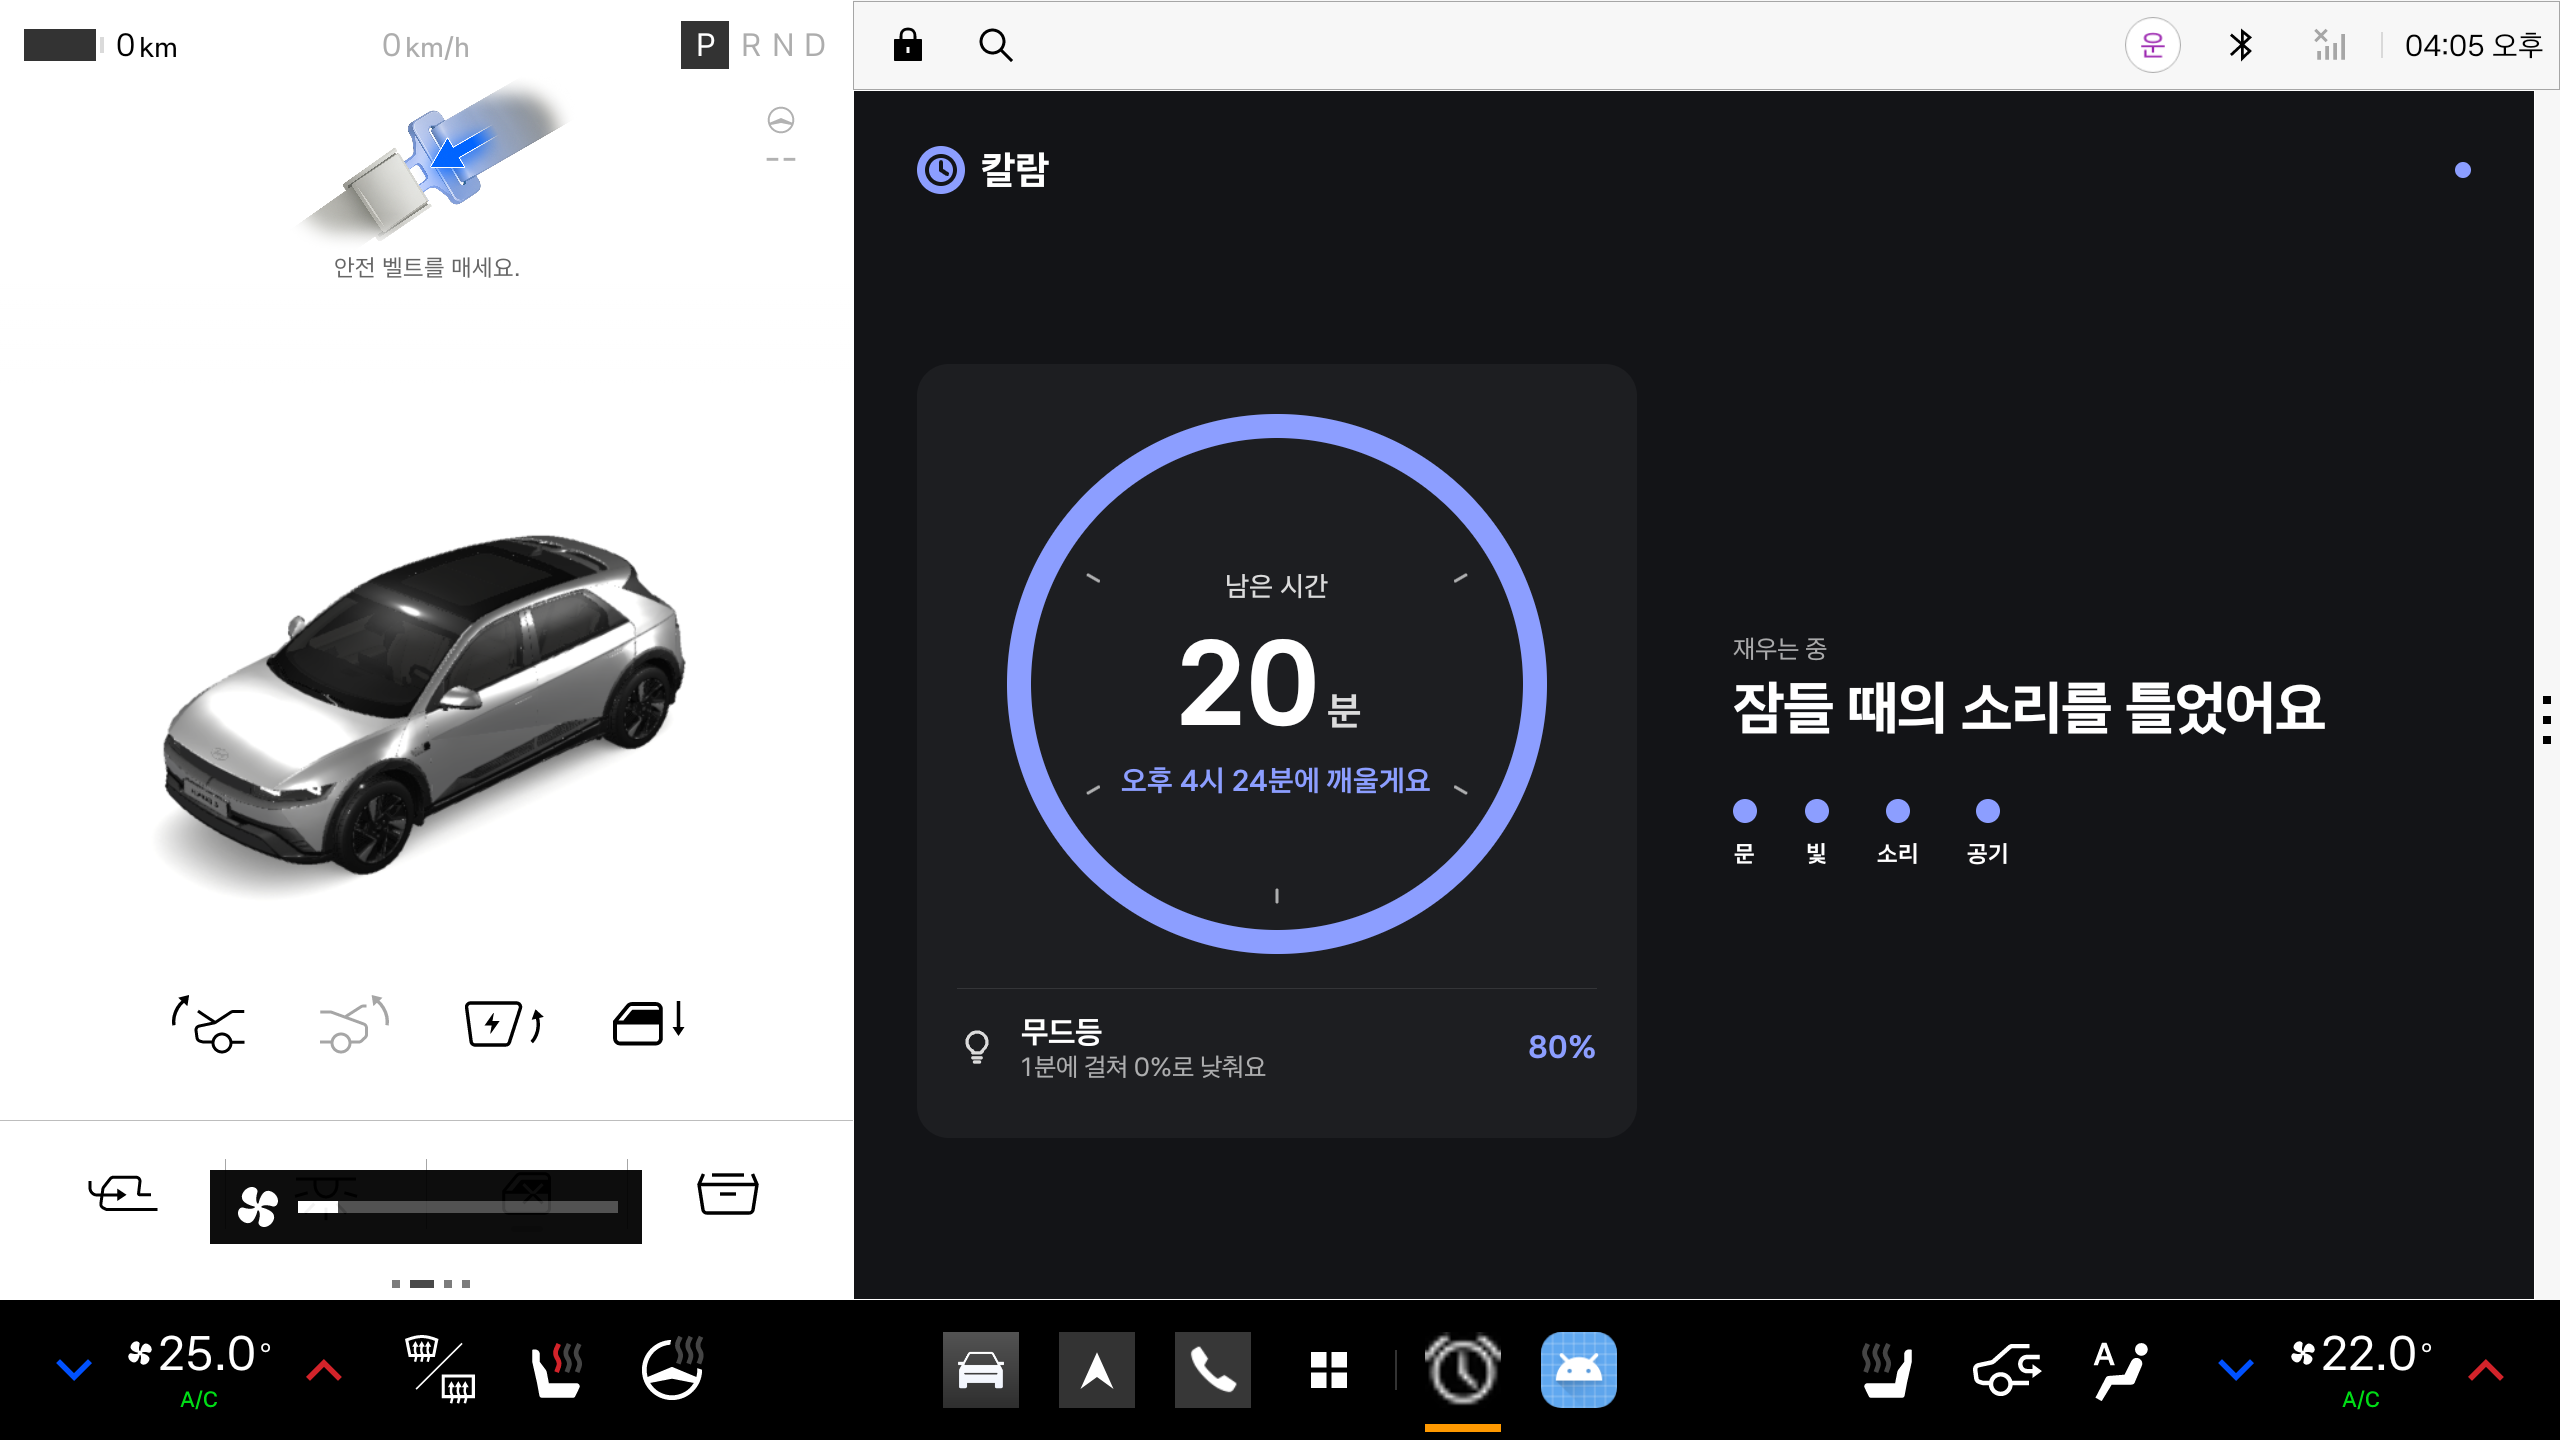 0 km
0 km/h
P R N D
운
04:05 오후
--
안전 벨트를 매세요.
칼람
남은 시간
20 분
오후 4시 24분에 깨울게요
무드등
1분에 걸쳐 0%로 낮춰요
80%
재우는 중
잠들 때의 소리를 틀었어요
문 빛 소리 공기
25.0°
A/C
A
22.0°
A/C